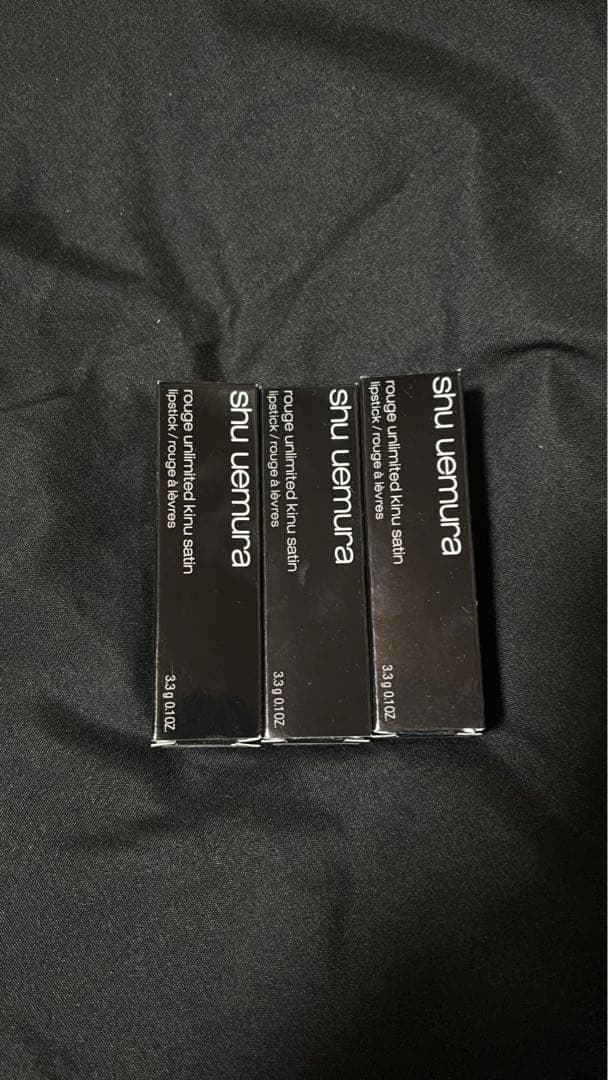 shu uemura
rouge unlimited kinu satin
lipstick / rouge à lèvres
3.3 g 0.1 OZ.
shu uemura
rouge unlimited kinu satin
lipstick / rouge à lèvres
3.3 g 0.1 OZ.
shu uemura
rouge unlimited kinu satin
lipstick / rouge à lèvres
3.3 g 0.1 OZ.